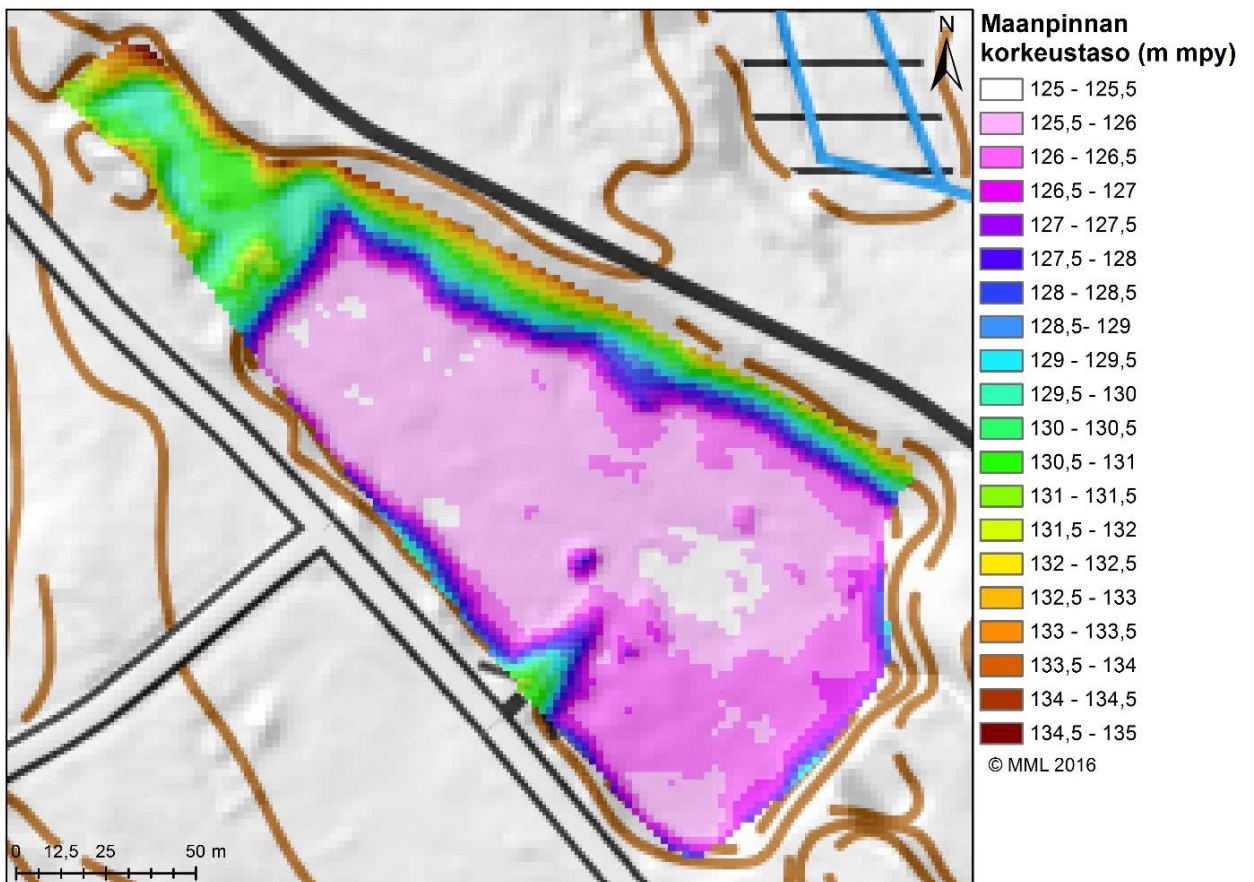 N
0 12,5 25 50 m
Maanpinnan
korkeustaso (m mpy)
125 - 125,5
125,5 - 126
126 - 126,5
126,5 - 127
127 - 127,5
127,5 - 128
128 - 128,5
128,5- 129
129 - 129,5
129,5 - 130
130 - 130,5
130,5 - 131
131 - 131,5
131,5 - 132
132 - 132,5
132,5 - 133
133 - 133,5
133,5 - 134
134 - 134,5
134,5 - 135
© MML 2016